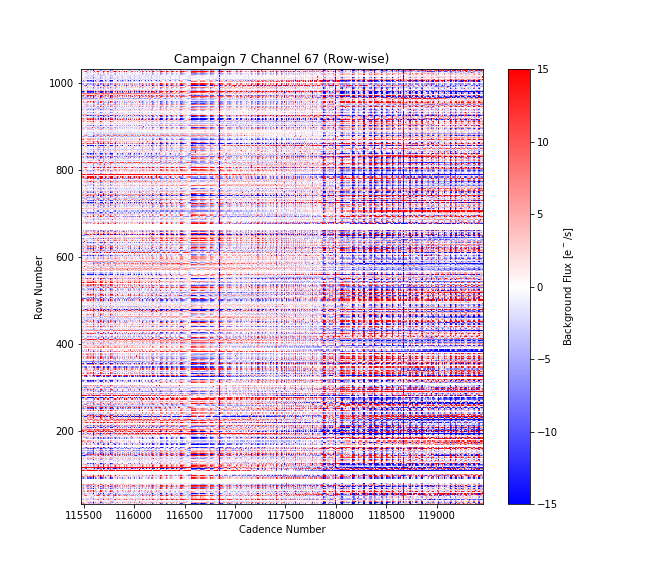 Campaign 7 Channel 67 (Row-wise)
1000
800
600
400
200
Row Number
115500 116000 116500 117000 117500 118000 118500 119000
Cadence Number
15
10
5
0
−5
−10
−15
Background Flux [e⁻/s]